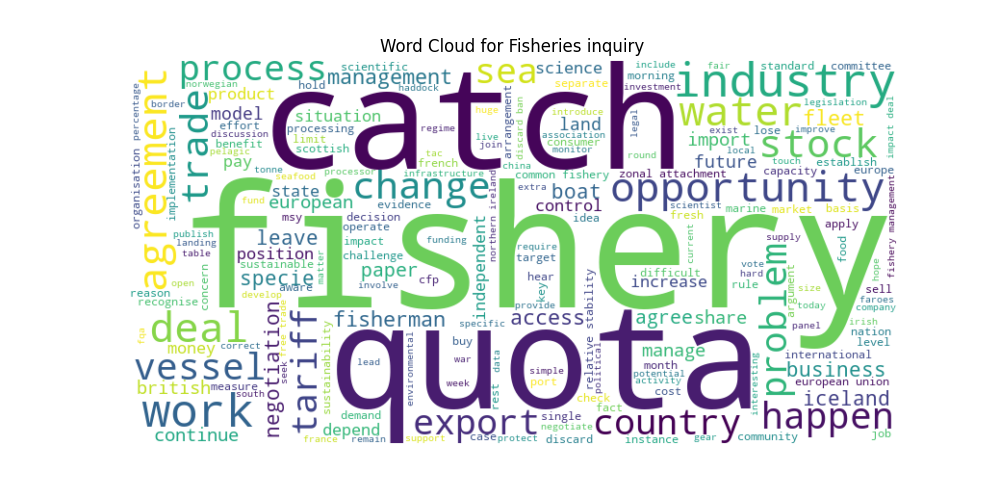 Word Cloud for Fisheries inquiry
catch
fishery
quota
process
norwegian
scientific
haddock
hold
management
sea
science
separate
include
morning
fair
investment
standard
committee
industry
border
product
model
effort
discussion
benefit
pelagic
pay
trade
agreement
organisation
percentage
implementation
situation
processing
limit
scottish
tonne
regime
tac
french
infrastructure
live
join
huge
arrangement
discard ban
china
introduce
association
monitor
consumer
land
legal
round
water
fleet
legislation
exist
lose
improve
import
local
stock
impact deal
future
touch
establish
europe
capacity
zonal attachment
common fishery
state
european
change
evidence
processor
seafood
fund
msy
decision
operate
northern ireland
extra
boat
control
idea
opportunity
scientist
fresh
marine
market
basis
apply
publish
landing
table
leave
position
sustainable
concern
impact
challenge
matter
involve
funding
paper
cfp
independent
require
target
hear
key
provide
difficult
increase
current
supply
vote
hard
rule
argument
food
sell
hope
fishery management
specie
aware
open
reason
recognise
develop
free trade
deal
fqa
money
correct
vessel
british
measure
south
seek
negotiation
tariff
sustainability
fisherman
specific
access
relative stability
political
agree
share
problem
size
today
faroes
company
irish
panel
nation
level
lead
environmental
buy
war
week
data
rest
simple
port
check
manage
month
potential
activity
cost
interesting
international
business
european union
iceland
work
continue
demand
depend
france
remain
support
export
case
protect
single
discard
negotiate
fact
instance
country
gear
community
happen
job